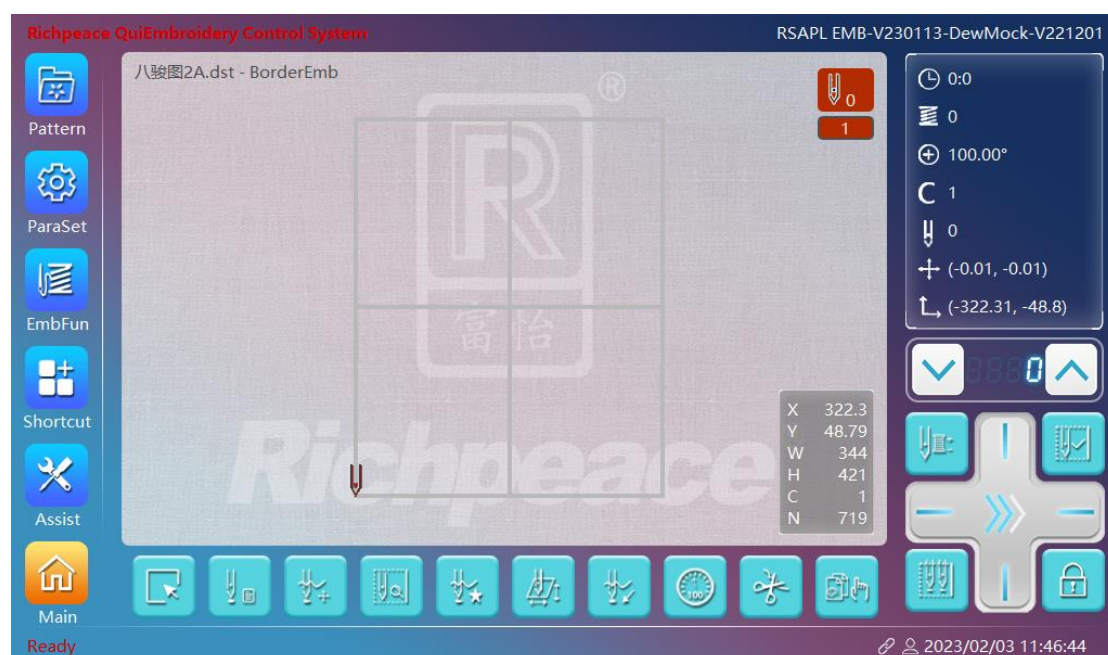 Richpeace QuiEmbroidery Control System
RSAPL EMB-V230113-DewMock-V221201
八骏图2A.dst - BorderEmb
0
1
®
R
富怡
Richpeace
Pattern
ParaSet
EmbFun
Shortcut
Assist
Main
0:0
0
100.00°
C 1
0
(-0.01, -0.01)
(-322.31, -48.8)
0
X 322.3
Y 48.79
W 344
H 421
C 1
N 719
100
Ready
2023/02/03 11:46:44